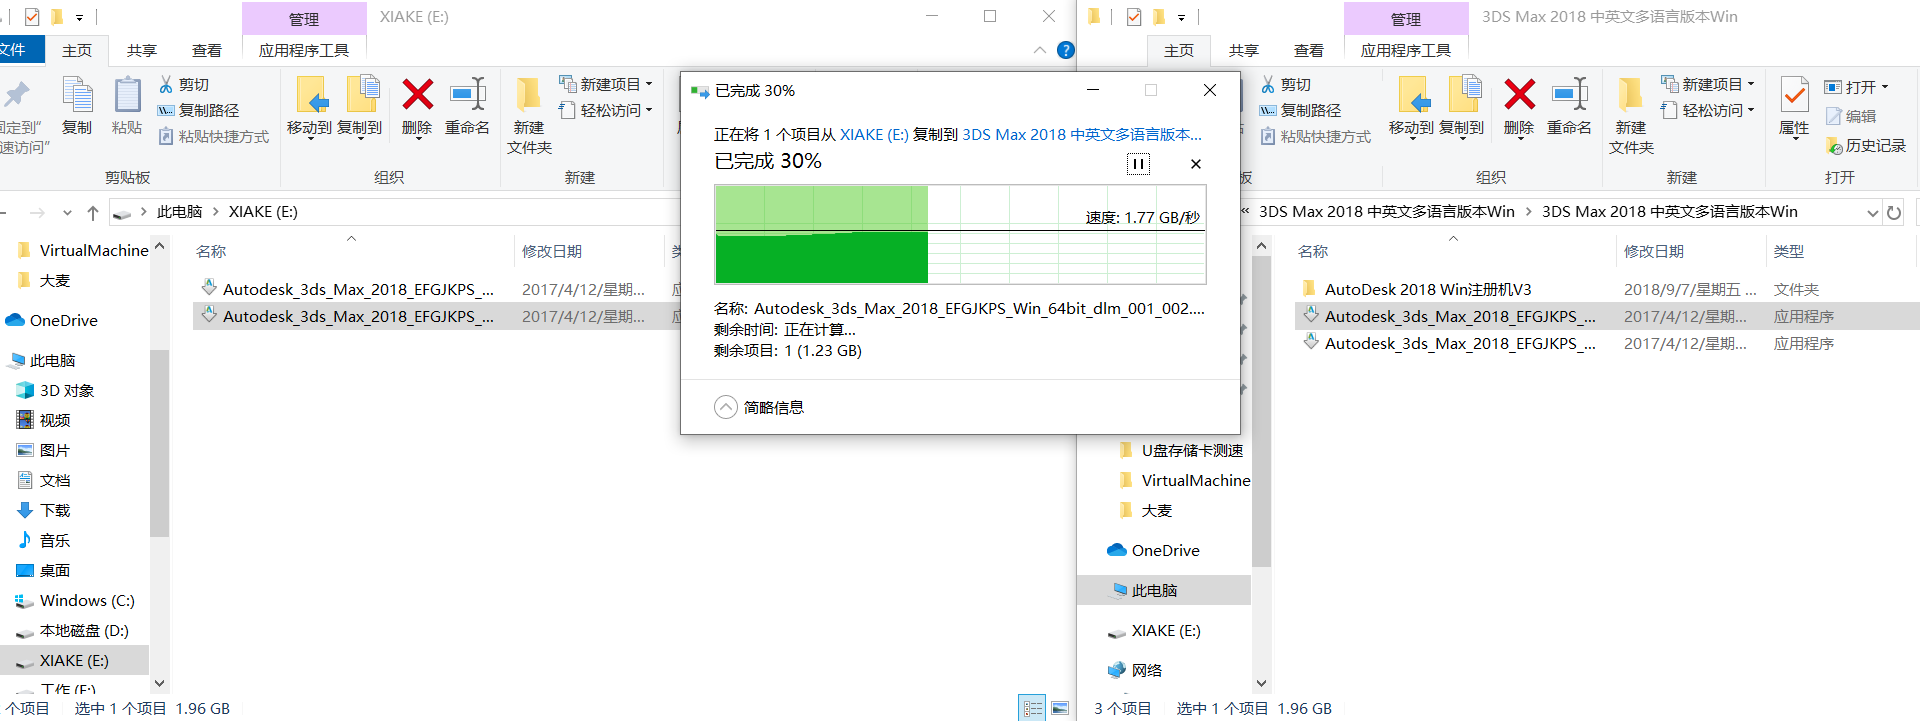 管理
XIAKE (E:)
文件
主页
共享
查看
应用程序工具
复制
粘贴
剪切
复制路径
粘贴快捷方式
剪贴板
移动到
复制到
删除
重命名
组织
新建
文件夹
新建项目
轻松访问
新建
此电脑
XIAKE (E:)
VirtualMachine
大麦
OneDrive
此电脑
3D 对象
视频
图片
文档
下载
音乐
桌面
Windows (C:)
本地磁盘 (D:)
XIAKE (E:)
工作 (F:)
名称
修改日期
Autodesk_3ds_Max_2018_EFGJKPS_...
2017/4/12/星期...
Autodesk_3ds_Max_2018_EFGJKPS_...
2017/4/12/星期...
个项目
选中 1 个项目 1.96 GB
已完成 30%
正在将 1 个项目从 XIAKE (E:) 复制到 3DS Max 2018 中英文多语言版本...
已完成 30%
速度: 1.77 GB/秒
名称: Autodesk_3ds_Max_2018_EFGJKPS_Win_64bit_dlm_001_002....
剩余时间: 正在计算...
剩余项目: 1 (1.23 GB)
简略信息
管理
3DS Max 2018 中英文多语言版本Win
主页
共享
查看
应用程序工具
剪切
复制路径
粘贴快捷方式
移动到
复制到
删除
重命名
组织
新建
文件夹
新建项目
轻松访问
新建
属性
打开
编辑
历史记录
打开
« 3DS Max 2018 中英文多语言版本Win
3DS Max 2018 中英文多语言版本Win
名称
修改日期
类型
AutoDesk 2018 Win注册机V3
2018/9/7/星期五 ...
文件夹
Autodesk_3ds_Max_2018_EFGJKPS_...
2017/4/12/星期...
应用程序
Autodesk_3ds_Max_2018_EFGJKPS_...
2017/4/12/星期...
应用程序
U盘存储卡测速
VirtualMachine
大麦
OneDrive
此电脑
XIAKE (E:)
网络
3 个项目
选中 1 个项目 1.96 GB